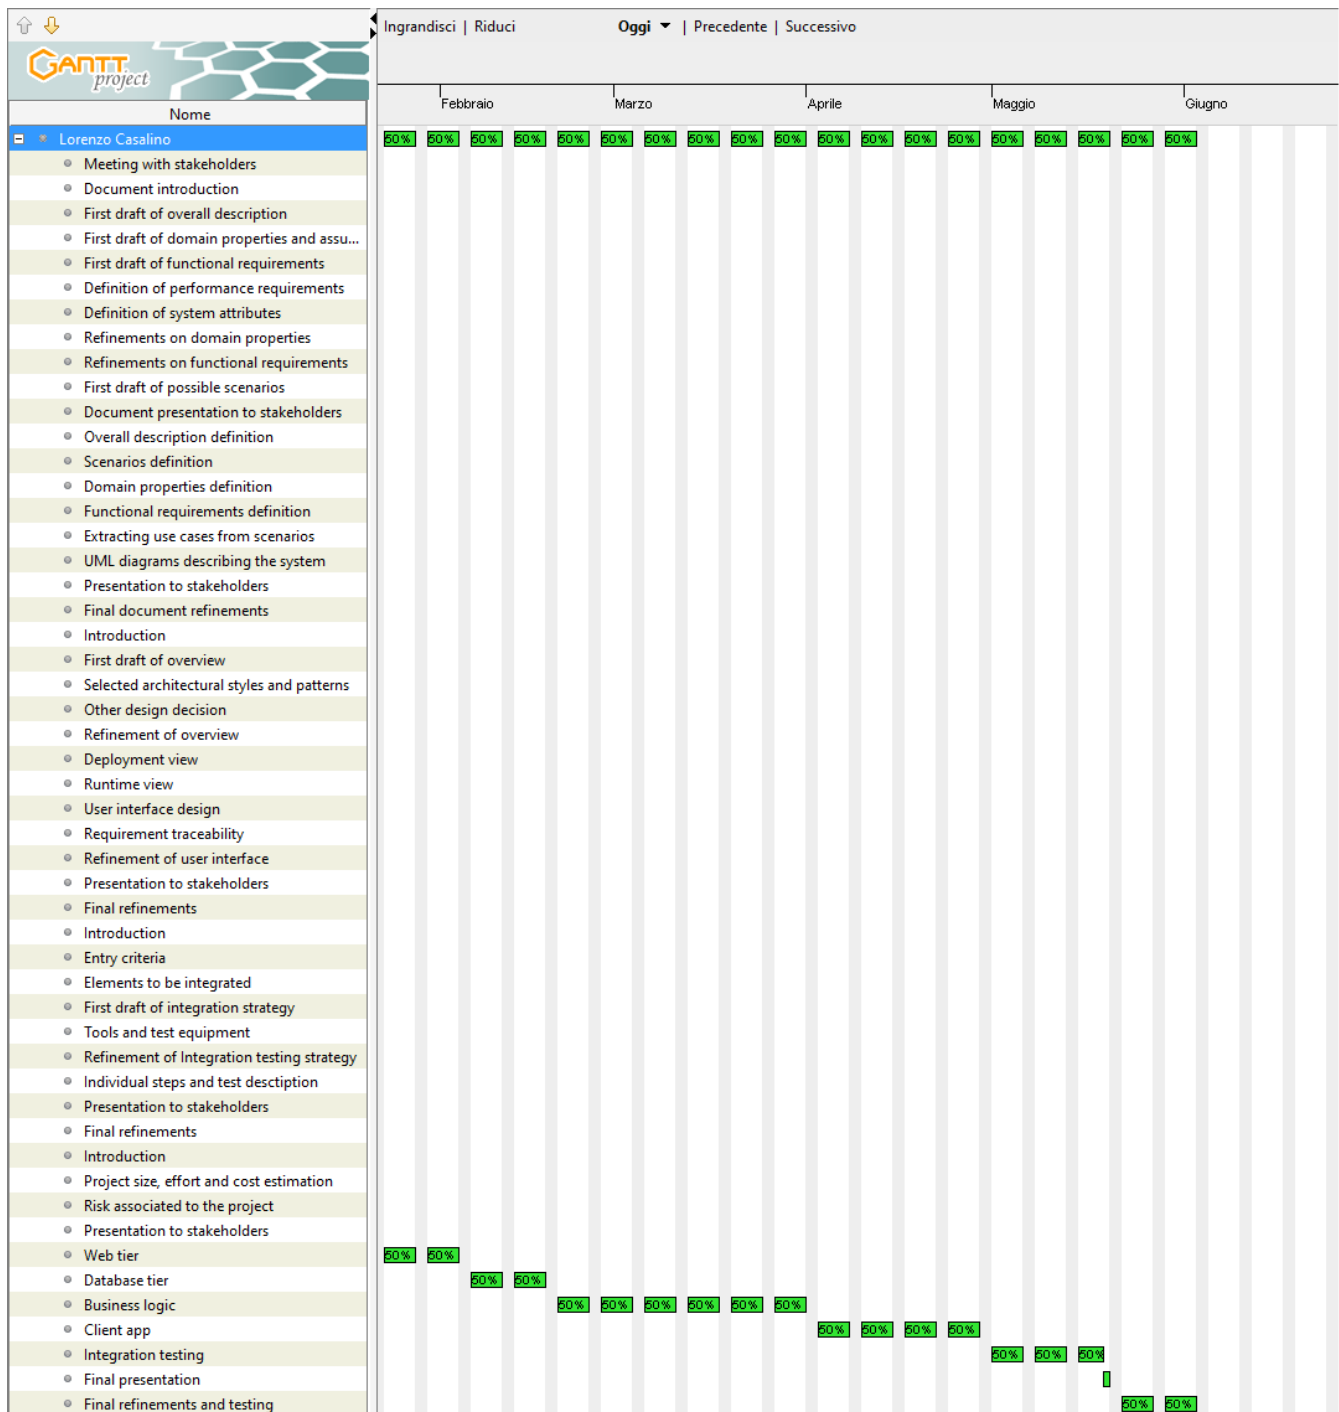 Ingrandisci | Riduci Oggi | Precedente | Successivo
GANTT
project
Nome
Febbraio Marzo Aprile Maggio Giugno
Lorenzo Casalino 50% 50% 50% 50% 50% 50% 50% 50% 50% 50% 50% 50% 50% 50% 50% 50% 50% 50% 50%
Meeting with stakeholders
Document introduction
First draft of overall description
First draft of domain properties and assu...
First draft of functional requirements
Definition of performance requirements
Definition of system attributes
Refinements on domain properties
Refinements on functional requirements
First draft of possible scenarios
Document presentation to stakeholders
Overall description definition
Scenarios definition
Domain properties definition
Functional requirements definition
Extracting use cases from scenarios
UML diagrams describing the system
Presentation to stakeholders
Final document refinements
Introduction
First draft of overview
Selected architectural styles and patterns
Other design decision
Refinement of overview
Deployment view
Runtime view
User interface design
Requirement traceability
Refinement of user interface
Presentation to stakeholders
Final refinements
Introduction
Entry criteria
Elements to be integrated
First draft of integration strategy
Tools and test equipment
Refinement of Integration testing strategy
Individual steps and test desctiption
Presentation to stakeholders
Final refinements
Introduction
Project size, effort and cost estimation
Risk associated to the project
Presentation to stakeholders
Web tier 50% 50%
Database tier 50% 50%
Business logic 50% 50% 50% 50% 50% 50%
Client app 50% 50% 50% 50%
Integration testing 50% 50% 50%
Final presentation
Final refinements and testing 50% 50%